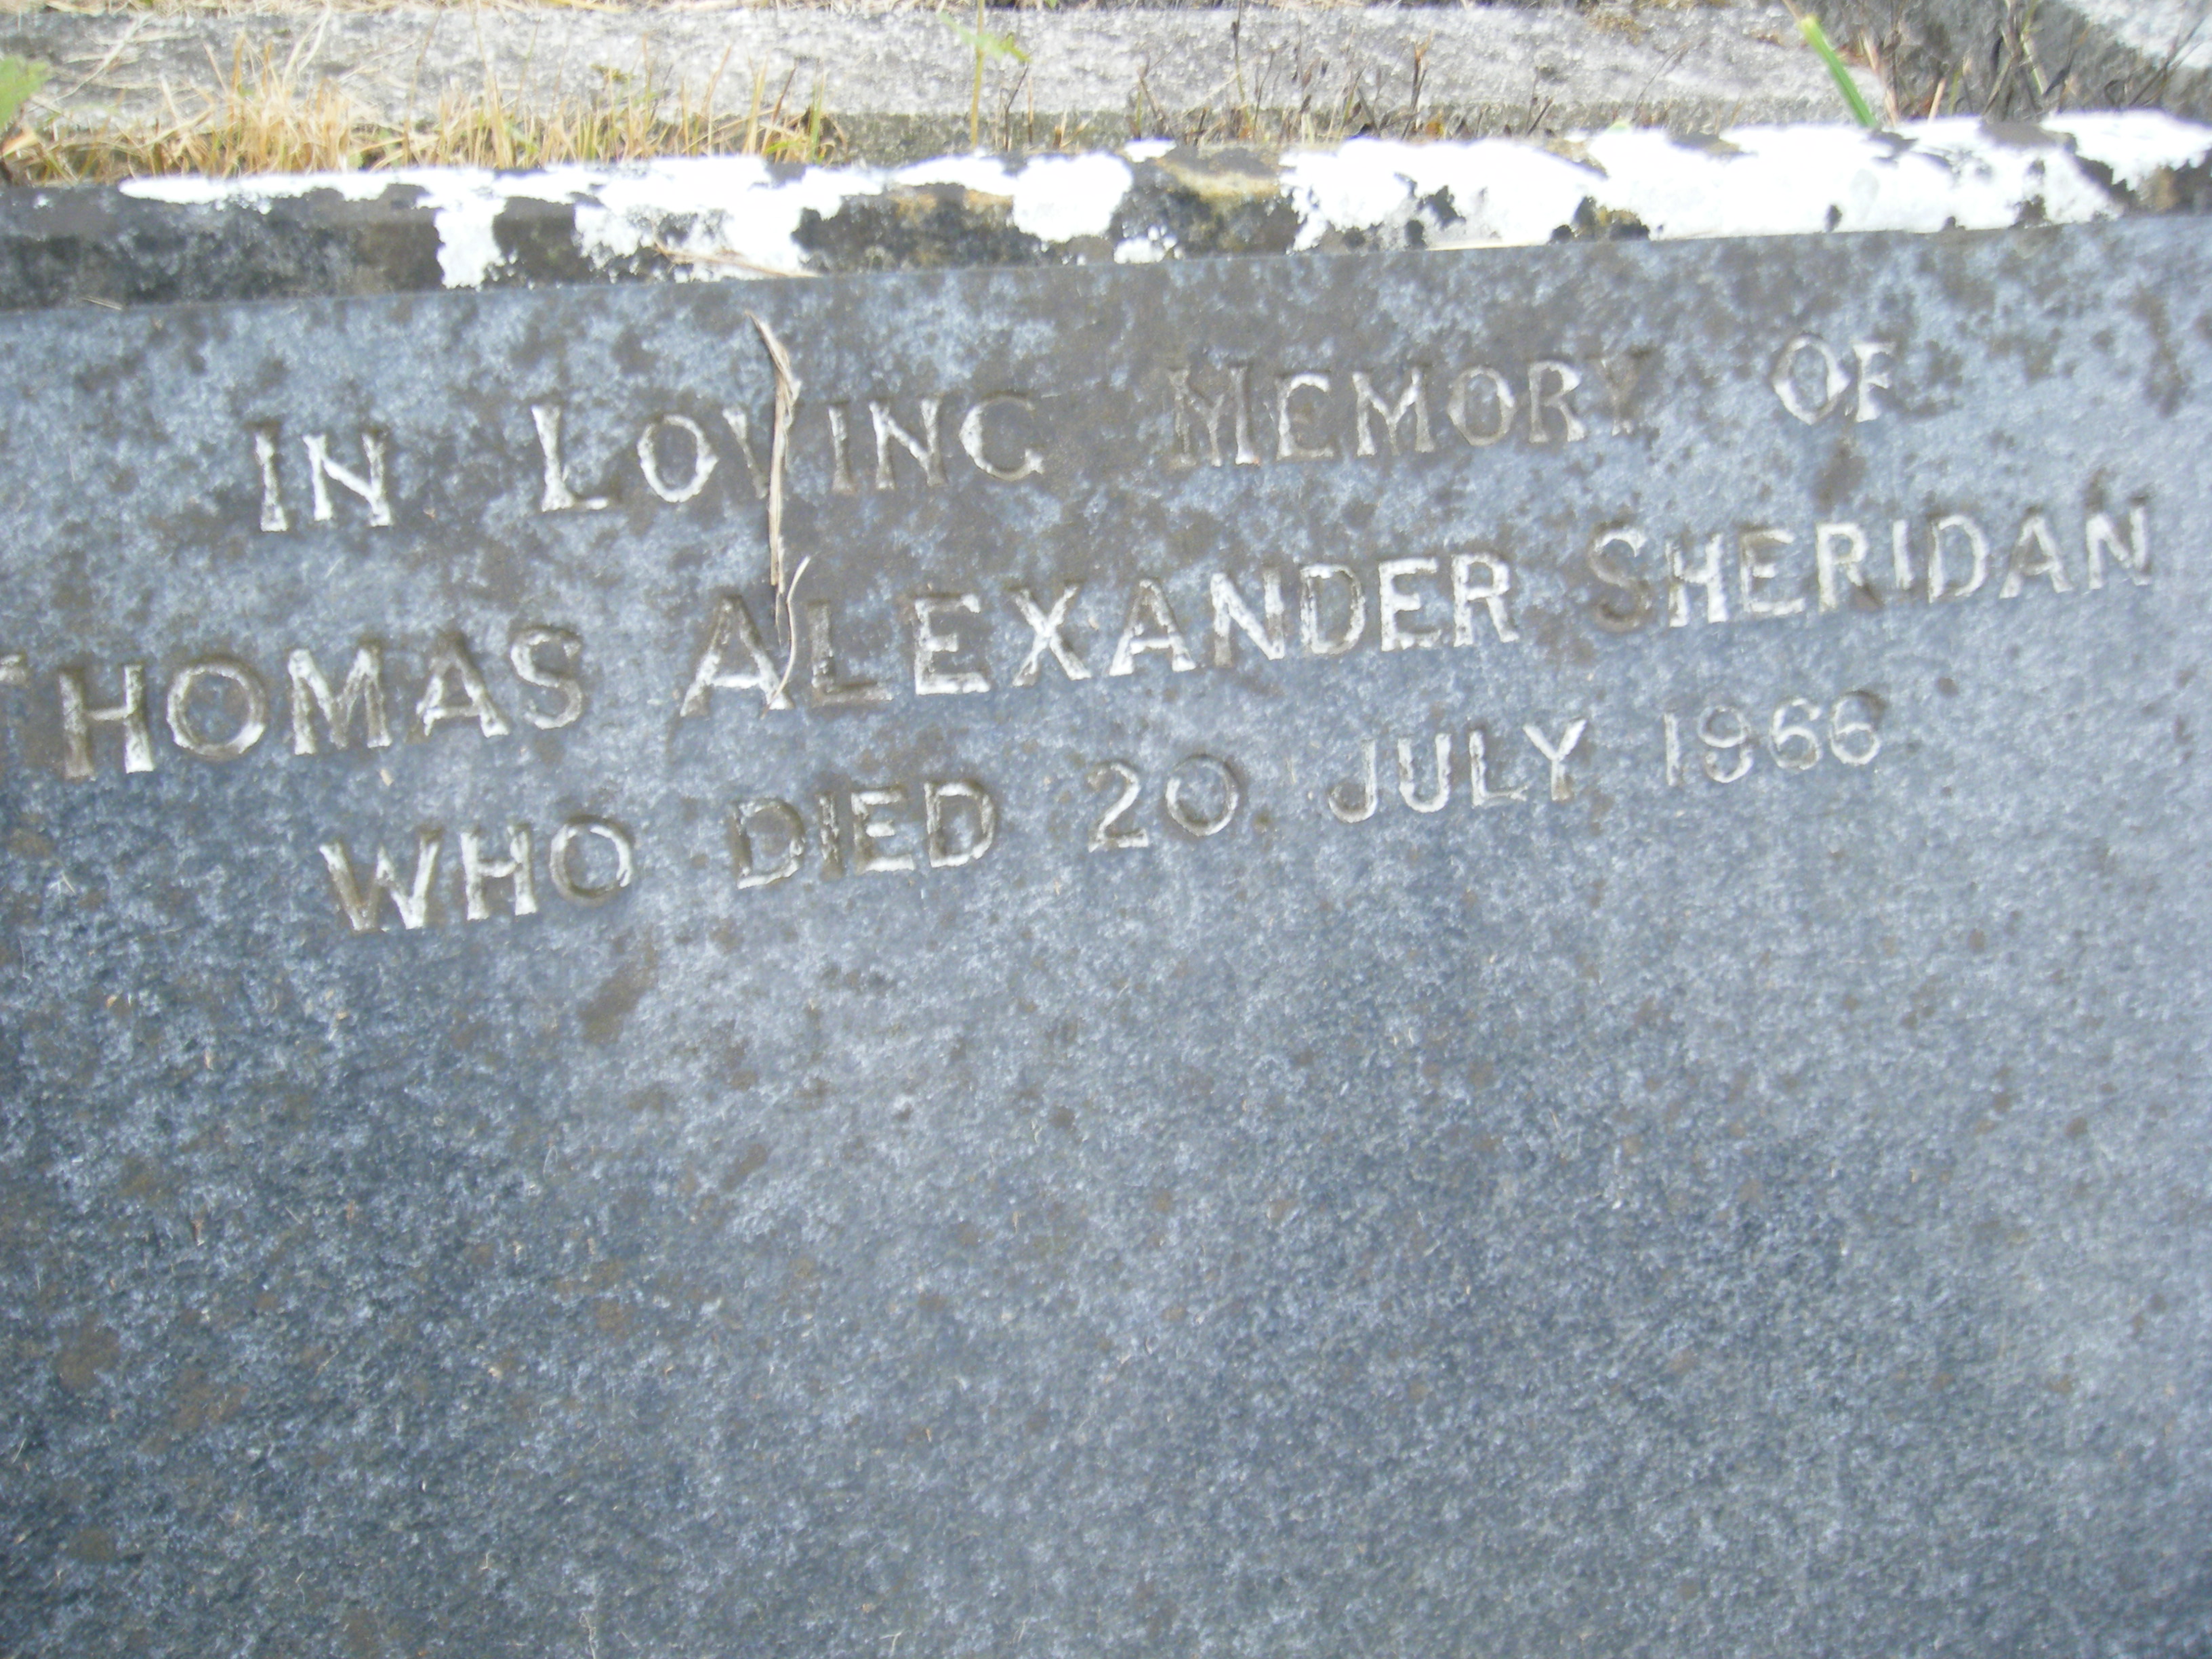 IN LOVING MEMORY OF
THOMAS ALEXANDER SHERIDAN
WHO DIED 20. JULY 1966